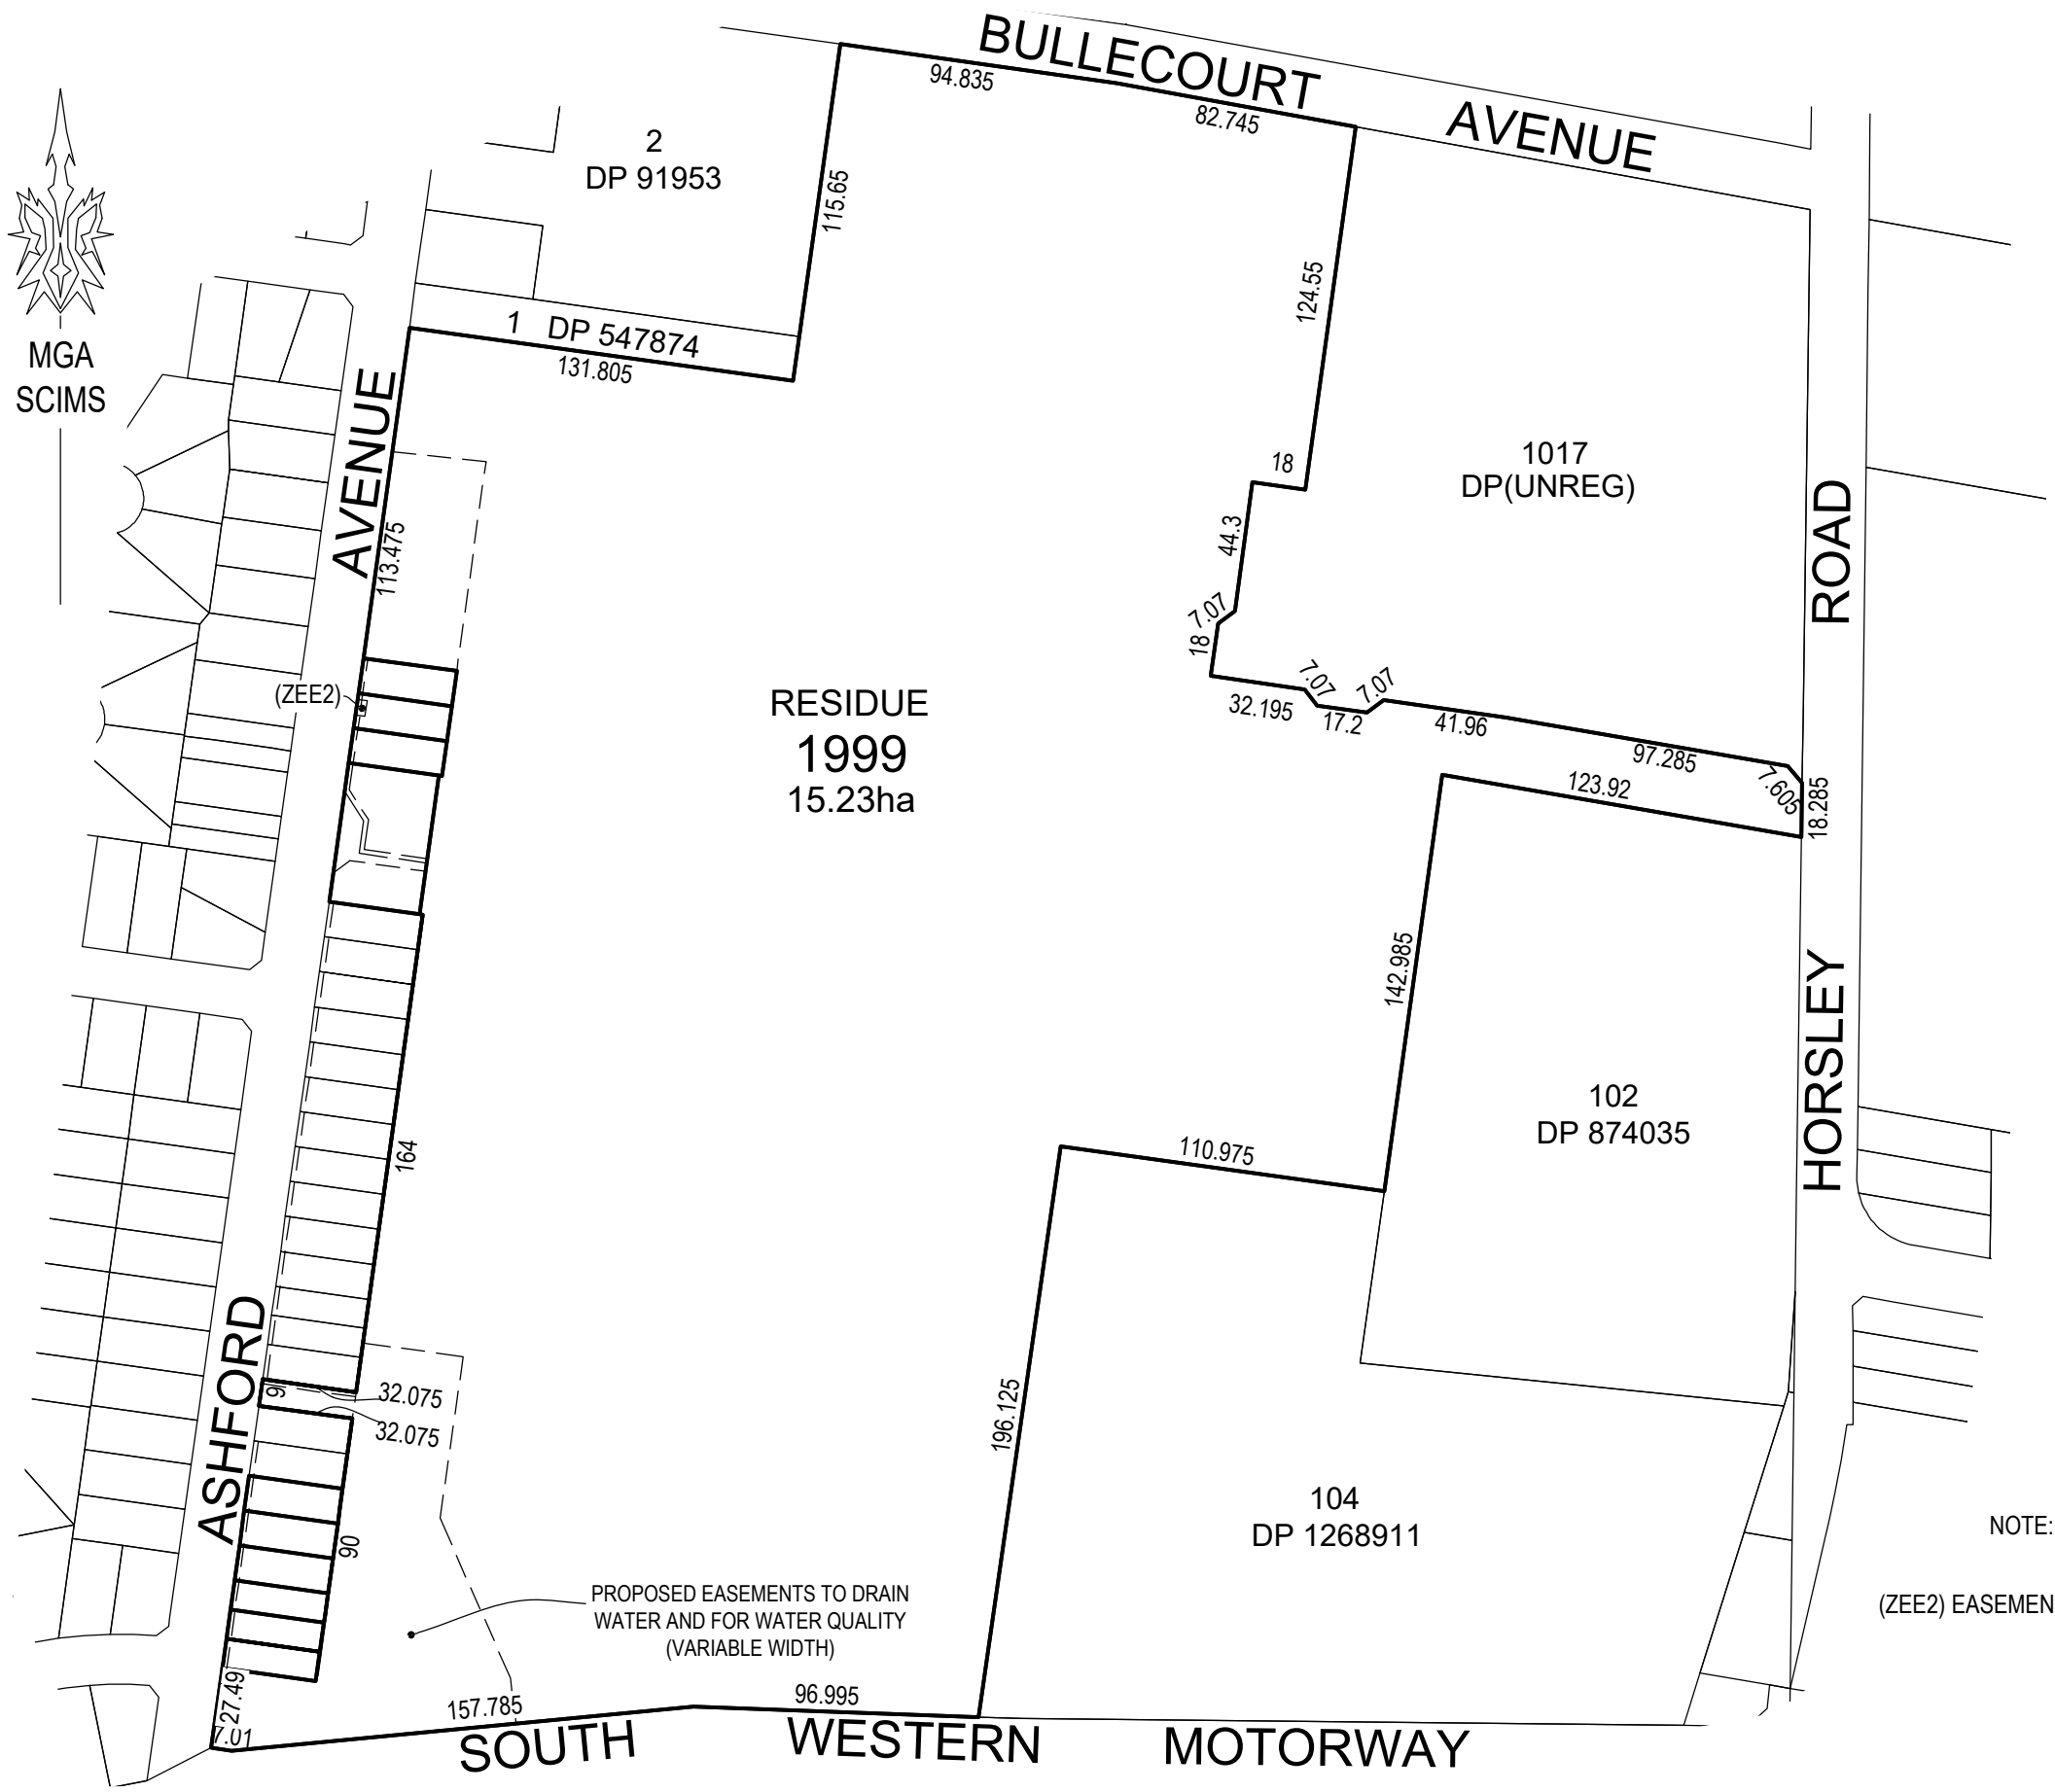 BULLECOURT AVENUE
94.835
82.745
2
DP 91953
115.65
124.55
MGA
SCIMS
1 DP 547874
131.805
AVENUE
113.475
18
1017
DP(UNREG)
44.3
7.07
18
ROAD
(ZEE2)
RESIDUE
1999
15.23ha
7.07
7.07
32.195
17.2
41.96
97.285
7.605
123.92
18.285
142.985
HORSLEY
102
DP 874035
110.975
164
ASHFORD
9
32.075
32.075
196.125
104
DP 1268911
NOTE:
90
PROPOSED EASEMENTS TO DRAIN
WATER AND FOR WATER QUALITY
(VARIABLE WIDTH)
(ZEE2) EASEMEN
27.49
7.01
157.785
96.995
SOUTH WESTERN MOTORWAY